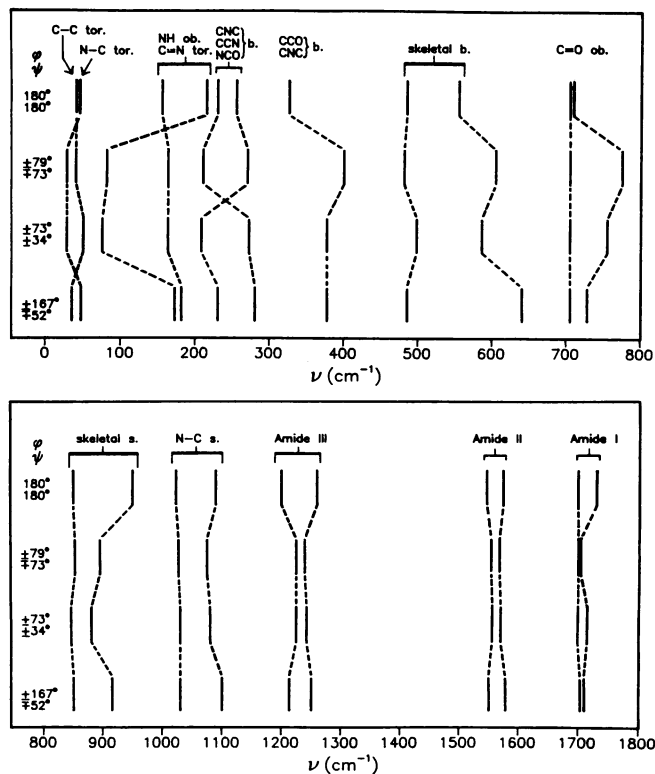 C–C tor.
N–C tor.
NH ob.
C=N tor.
CNC
CCN
NCO
b.
CCO
CNC
b.
skeletal b.
C=O ob.
φ
ψ
180°
180°
±79°
∓73°
±73°
±34°
±167°
∓52°
0 100 200 300 400 500 600 700 800
ν (cm⁻¹)
φ
ψ
skeletal s.
N–C s.
Amide III
Amide II
Amide I
180°
180°
±79°
∓73°
±73°
±34°
±167°
∓52°
800 900 1000 1100 1200 1300 1400 1500 1600 1700 1800
ν (cm⁻¹)